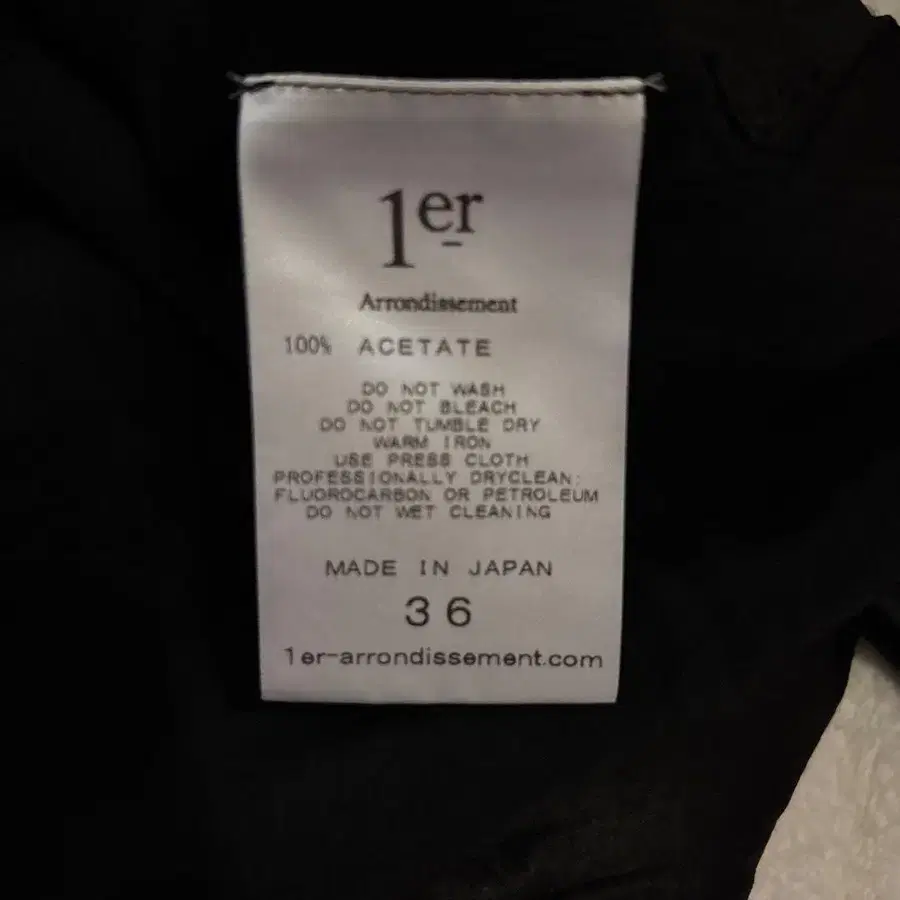 1er
Arrondissement
100% ACETATE
DO NOT WASH
DO NOT BLEACH
DO NOT TUMBLE DRY
WARM IRON
USE PRESS CLOTH
PROFESSIONALLY DRYCLEAN:
FLUOROCARBON OR PETROLEUM
DO NOT WET CLEANING
MADE IN JAPAN
36
1er-arrondissement.com